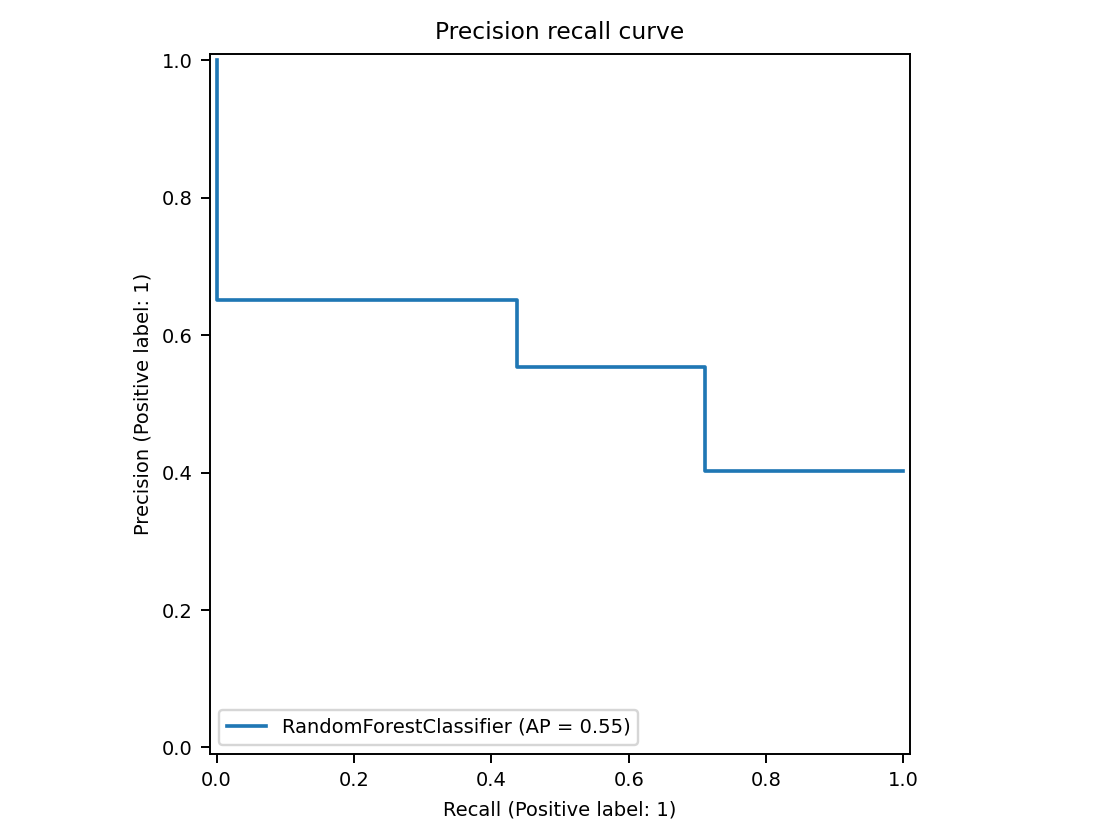 Precision recall curve
1.0
0.8
0.6
0.4
0.2
0.0
Precision (Positive label: 1)
RandomForestClassifier (AP = 0.55)
0.0 0.2 0.4 0.6 0.8 1.0
Recall (Positive label: 1)